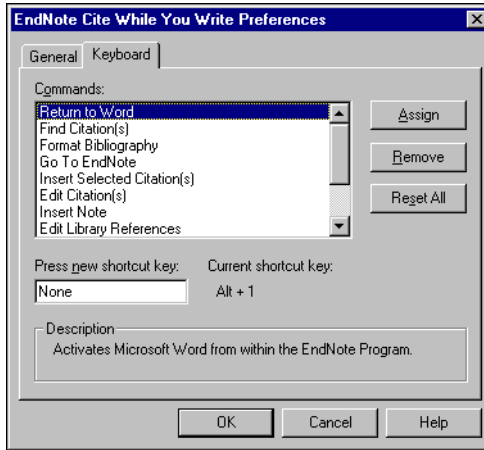 EndNote Cite While You Write Preferences
General Keyboard
Commands:
Return to Word
Find Citation(s)
Format Bibliography
Go To EndNote
Insert Selected Citation(s)
Edit Citation(s)
Insert Note
Edit Library References
Assign
Remove
Reset All
Press new shortcut key: Current shortcut key:
None Alt + 1
Description
Activates Microsoft Word from within the EndNote Program.
OK Cancel Help